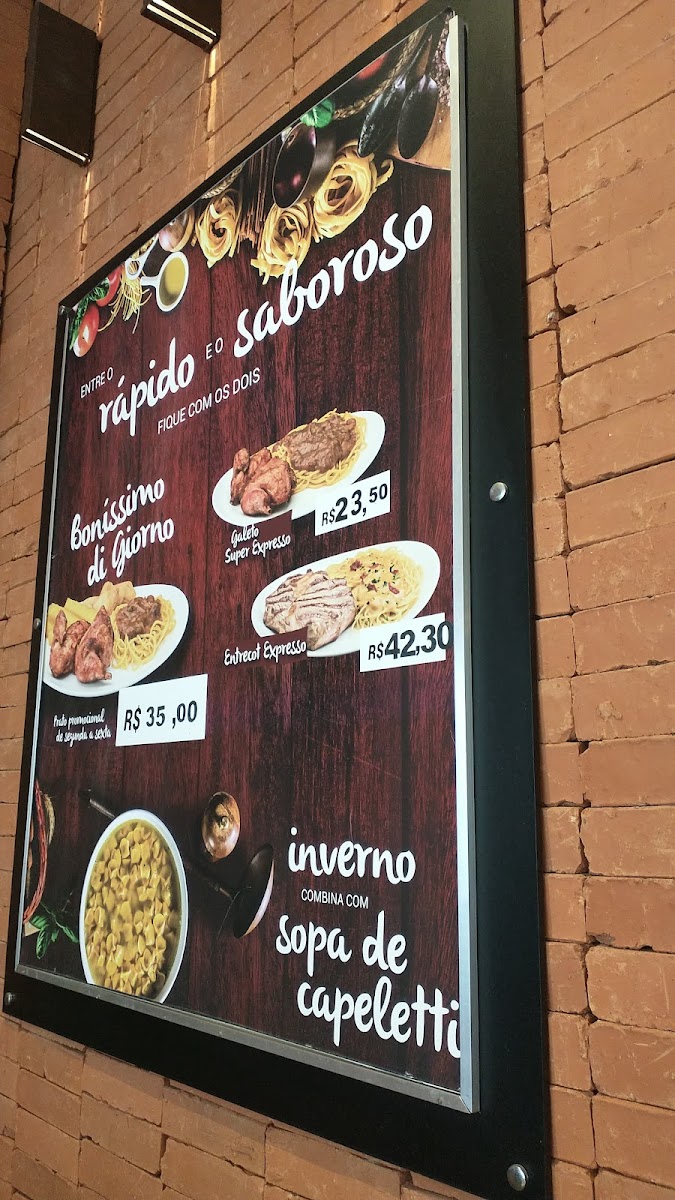 ENTRE O
rápido
E O
saboroso
FIQUE COM OS DOIS
Boníssimo
di Giorno
Prato promocional
de segunda a sexta
R$ 35 ,00
Galeto
Super Expresso
R$23,50
Entrecot Expresso
R$42,30
inverno
COMBINA COM
sopa de
capeletti